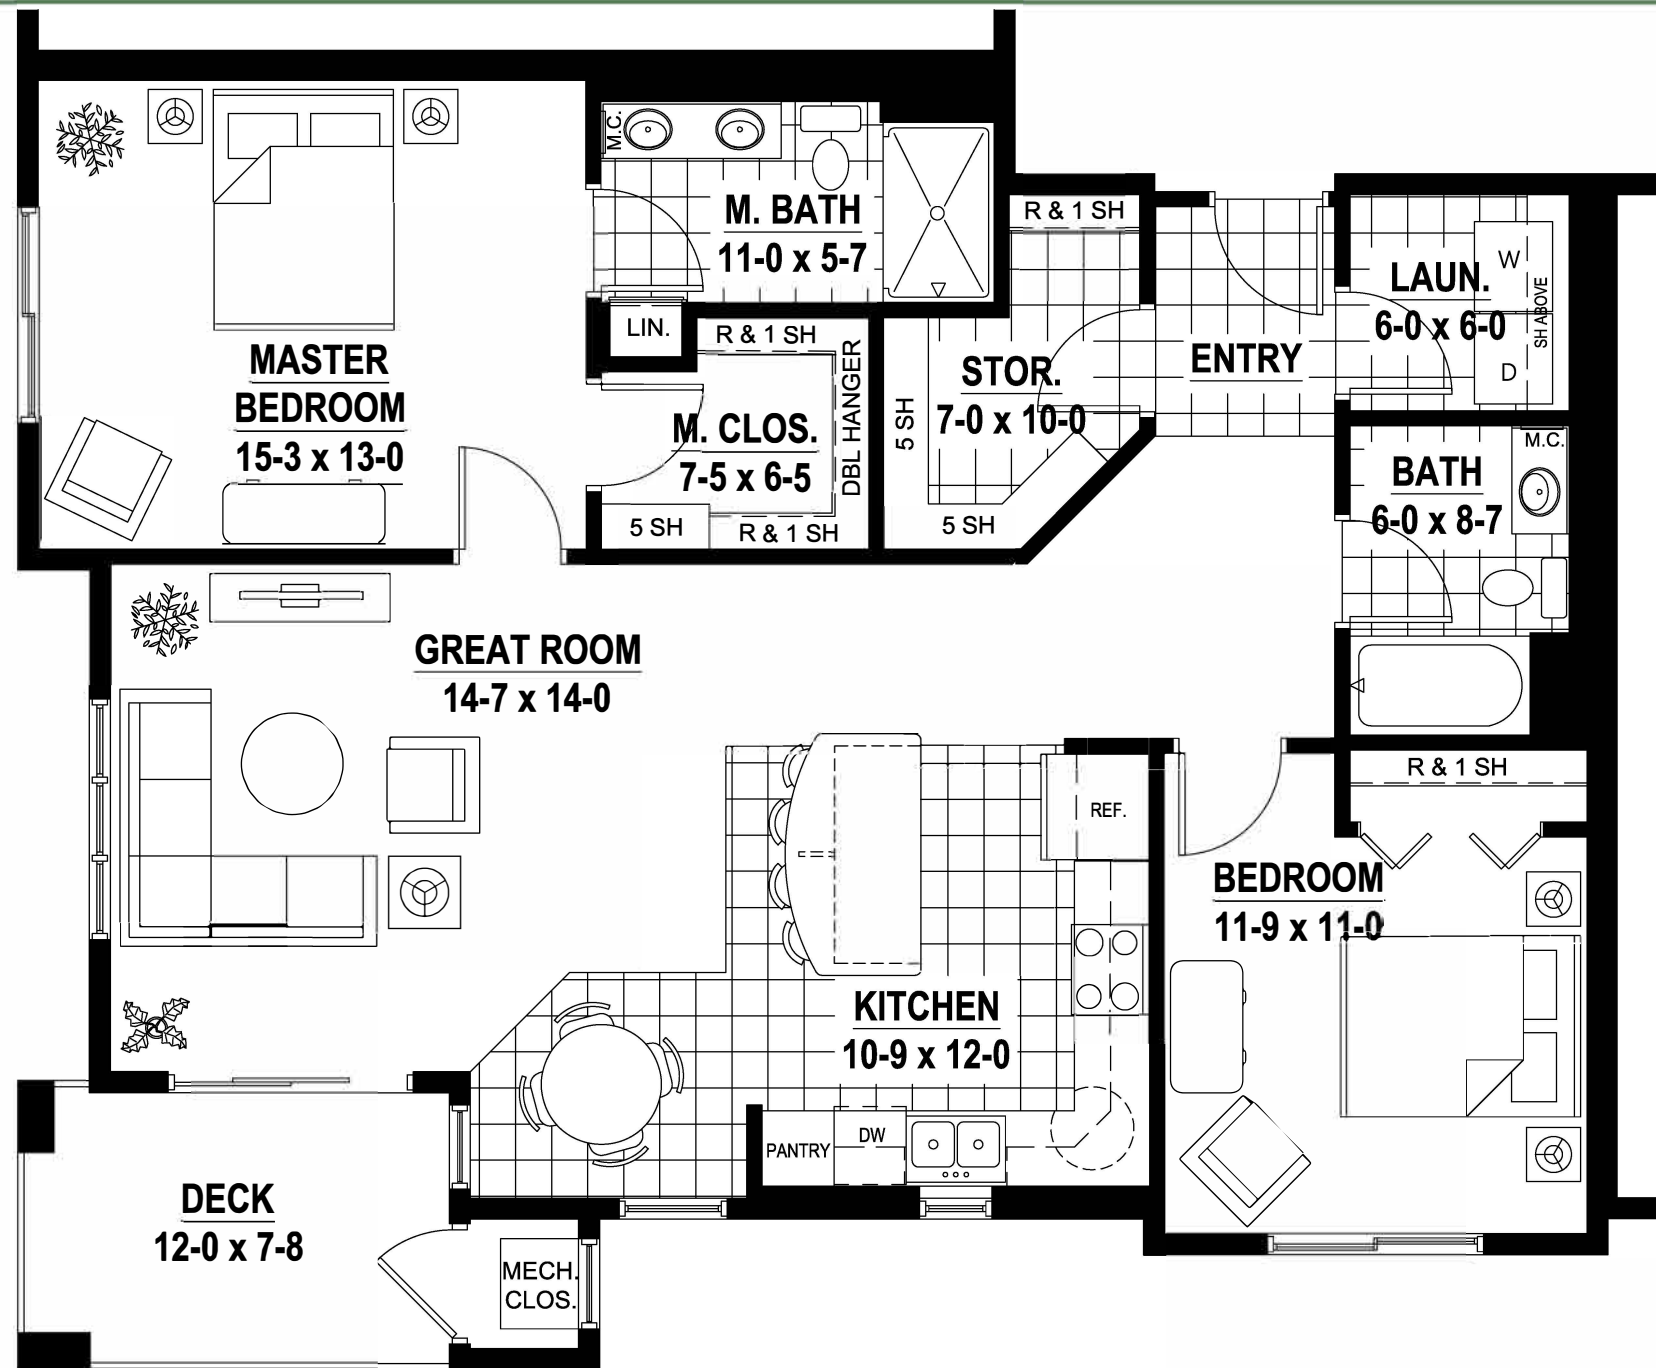 M.C.
M. BATH
11-0 x 5-7
R & 1 SH
LAUN.
6-0 x 6-0
W
D
SH ABOVE
LIN.
R & 1 SH
DBL HANGER
MASTER
BEDROOM
15-3 x 13-0
M. CLOS.
7-5 x 6-5
5 SH
R & 1 SH
STOR.
7-0 x 10-0
5 SH
5 SH
ENTRY
M.C.
BATH
6-0 x 8-7
GREAT ROOM
14-7 x 14-0
R & 1 SH
REF.
BEDROOM
11-9 x 11-0
KITCHEN
10-9 x 12-0
PANTRY
DW
DECK
12-0 x 7-8
MECH.
CLOS.